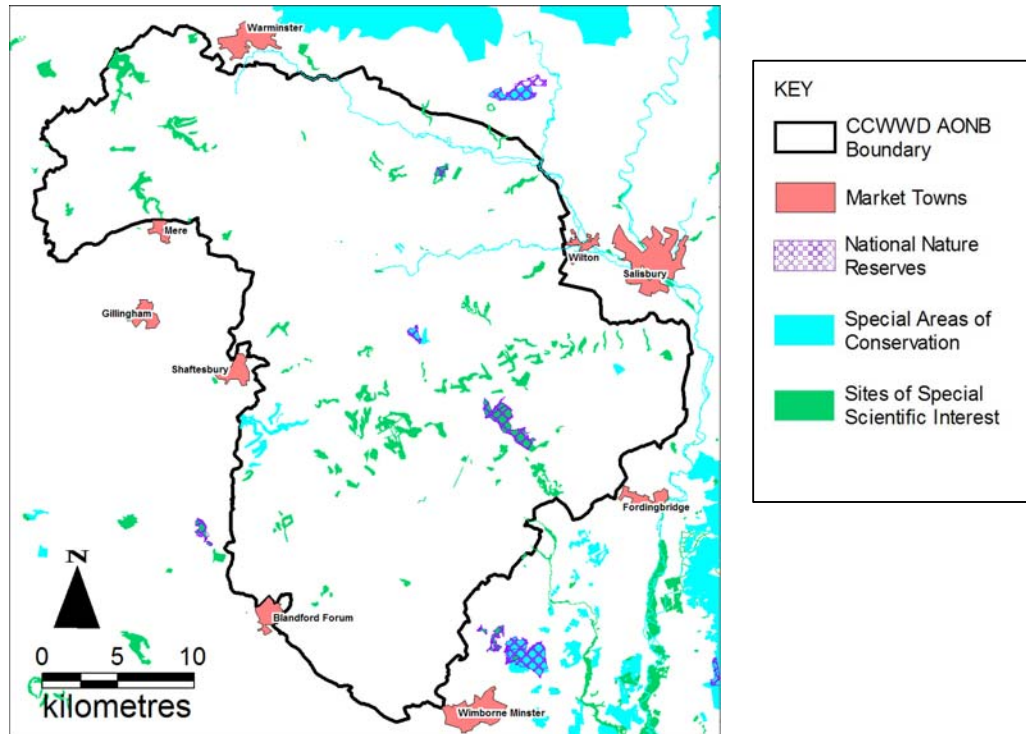 Warminster
Mere
Wilton
Salisbury
Gillingham
Shaftesbury
Fordingbridge
Blandford Forum
Wimborne Minster
N
0 5 10
kilometres
KEY
CCWWD AONB
Boundary
Market Towns
National Nature
Reserves
Special Areas of
Conservation
Sites of Special
Scientific Interest